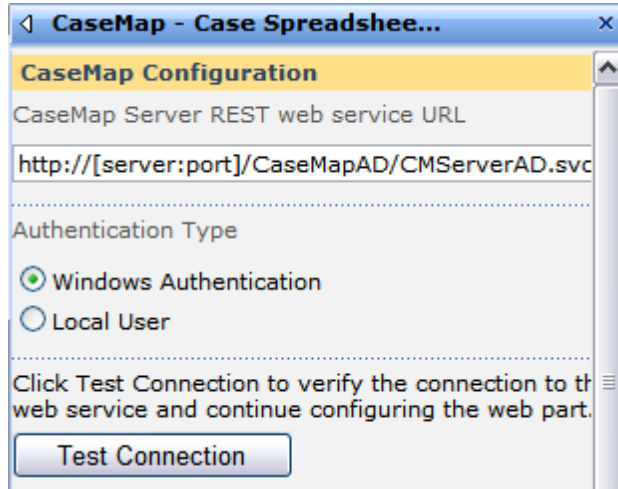 CaseMap - Case Spreadshee...
CaseMap Configuration
CaseMap Server REST web service URL
http://[server:port]/CaseMapAD/CMServerAD.svc
Authentication Type
Windows Authentication
Local User
Click Test Connection to verify the connection to th
web service and continue configuring the web part.
Test Connection